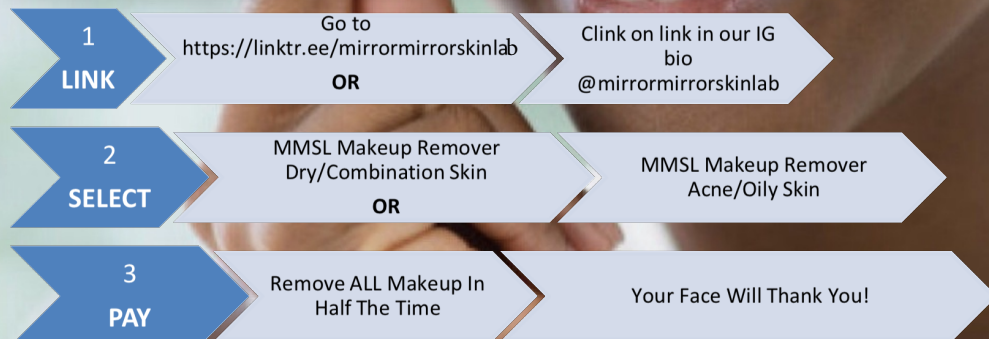 1
LINK
Go to
https://linktr.ee/mirrormirrorskinlab
OR
Clink on link in our IG
bio
@mirrormirrorskinlab
2
SELECT
MMSL Makeup Remover
Dry/Combination Skin
OR
MMSL Makeup Remover
Acne/Oily Skin
3
PAY
Remove ALL Makeup In
Half The Time
Your Face Will Thank You!